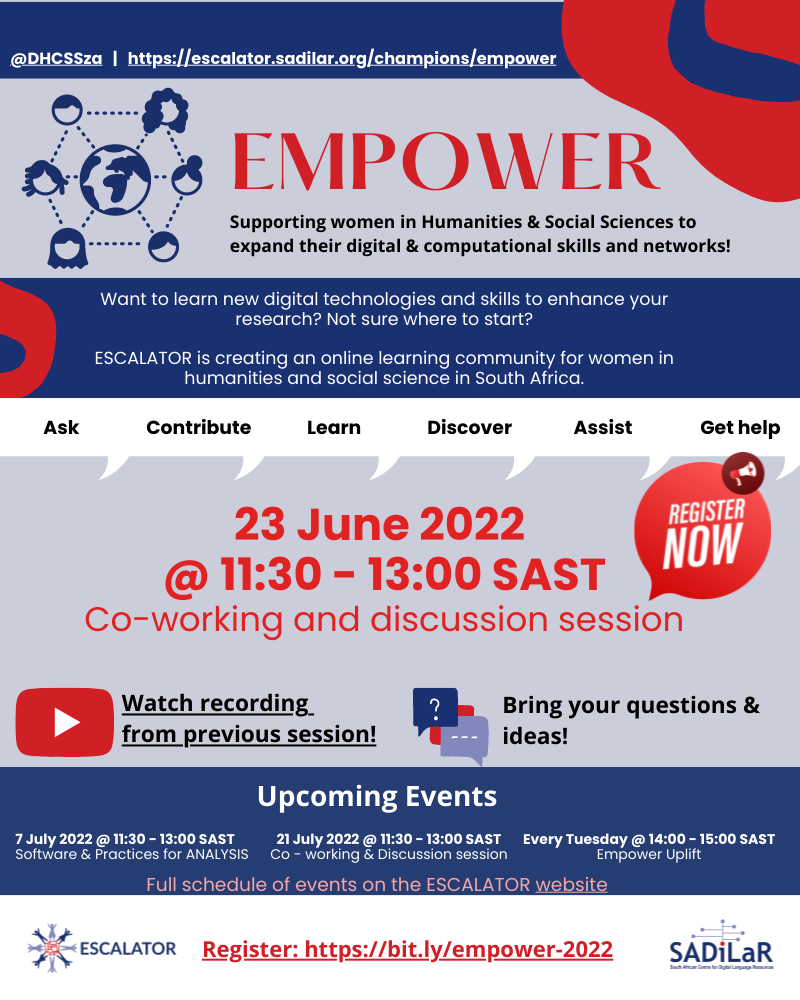 @DHCSSza | https://escalator.sadilar.org/champions/empower
EMPOWER
Supporting women in Humanities & Social Sciences to
expand their digital & computational skills and networks!
Want to learn new digital technologies and skills to enhance your
research? Not sure where to start?
ESCALATOR is creating an online learning community for women in
humanities and social science in South Africa.
Ask Contribute Learn Discover Assist Get help
REGISTER
NOW
23 June 2022
@ 11:30 - 13:00 SAST
Co-working and discussion session
Watch recording
from previous session!
?
Bring your questions &
ideas!
Upcoming Events
7 July 2022 @ 11:30 - 13:00 SAST
Software & Practices for ANALYSIS
21 July 2022 @ 11:30 - 13:00 SAST
Co - working & Discussion session
Every Tuesday @ 14:00 - 15:00 SAST
Empower Uplift
Full schedule of events on the ESCALATOR website
ESCALATOR
Register: https://bit.ly/empower-2022
SADiLaR
South African Centre for Digital Language Resources